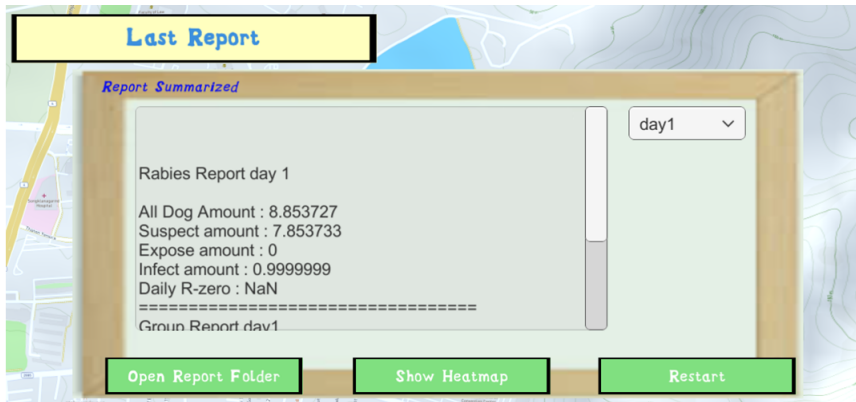 Last Report
Report Summarized
day1
Rabies Report day 1
All Dog Amount : 8.853727
Suspect amount : 7.853733
Expose amount : 0
Infect amount : 0.9999999
Daily R-zero : NaN
==================================
Group Report day1
Open Report Folder
Show Heatmap
Restart